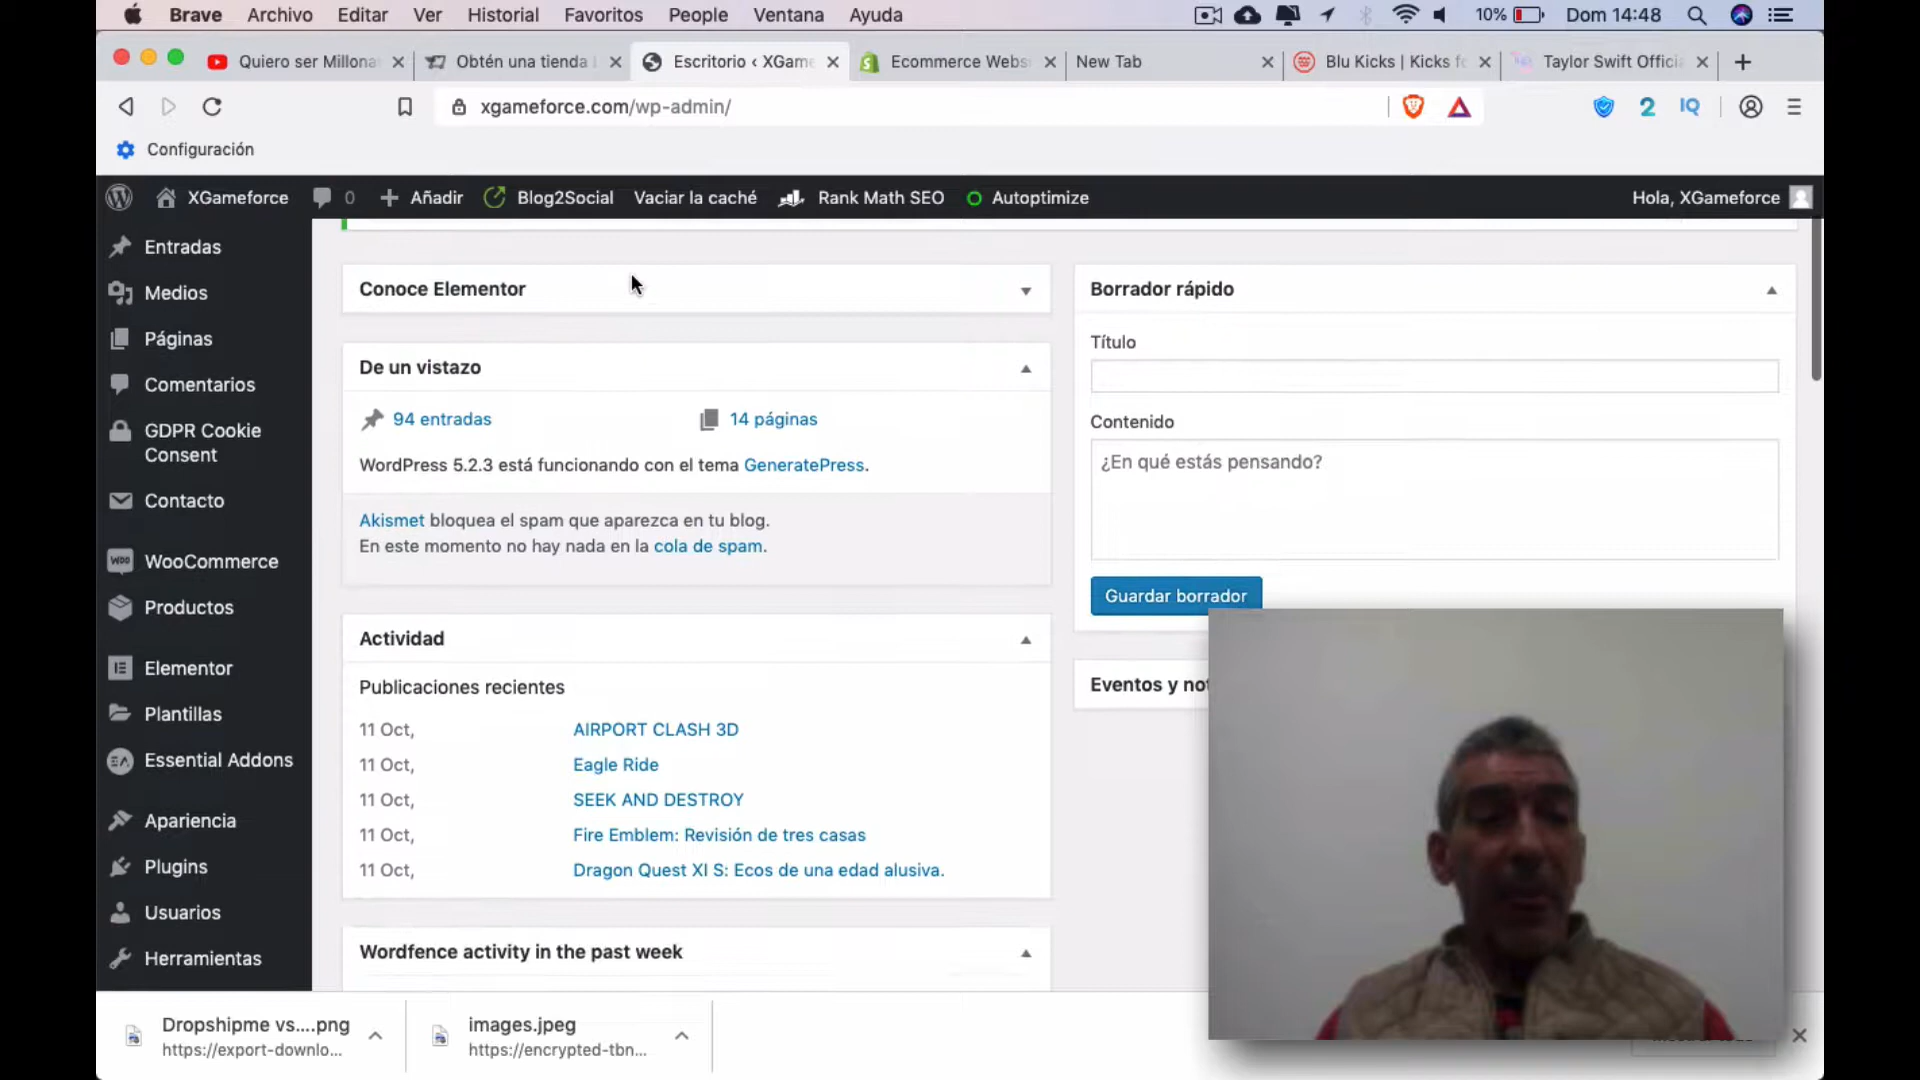 Brave Archivo Editar Ver Historial Favoritos People Ventana Ayuda 10% Dom 14:48
Quiero ser Millona Obtén una tienda Escritorio ‹ XGame Ecommerce Webs New Tab Blu Kicks | Kicks fo Taylor Swift Officia
xgameforce.com/wp-admin/ 2 IQ
Configuración
XGameforce 0 Añadir Blog2Social Vaciar la caché Rank Math SEO Autoptimize Hola, XGameforce
Entradas
Medios
Páginas
Comentarios
GDPR Cookie
Consent
Contacto
WooCommerce
Productos
Elementor
Plantillas
Essential Addons
Apariencia
Plugins
Usuarios
Herramientas
Conoce Elementor
De un vistazo
94 entradas 14 páginas
WordPress 5.2.3 está funcionando con el tema GeneratePress.
Akismet bloquea el spam que aparezca en tu blog.
En este momento no hay nada en la cola de spam.
Actividad
Publicaciones recientes
11 Oct, AIRPORT CLASH 3D
11 Oct, Eagle Ride
11 Oct, SEEK AND DESTROY
11 Oct, Fire Emblem: Revisión de tres casas
11 Oct, Dragon Quest XI S: Ecos de una edad alusiva.
Wordfence activity in the past week
Borrador rápido
Título
Contenido
¿En qué estás pensando?
Guardar borrador
Eventos y not
Dropshipme vs....png
https://export-downlo...
images.jpeg
https://encrypted-tbn...